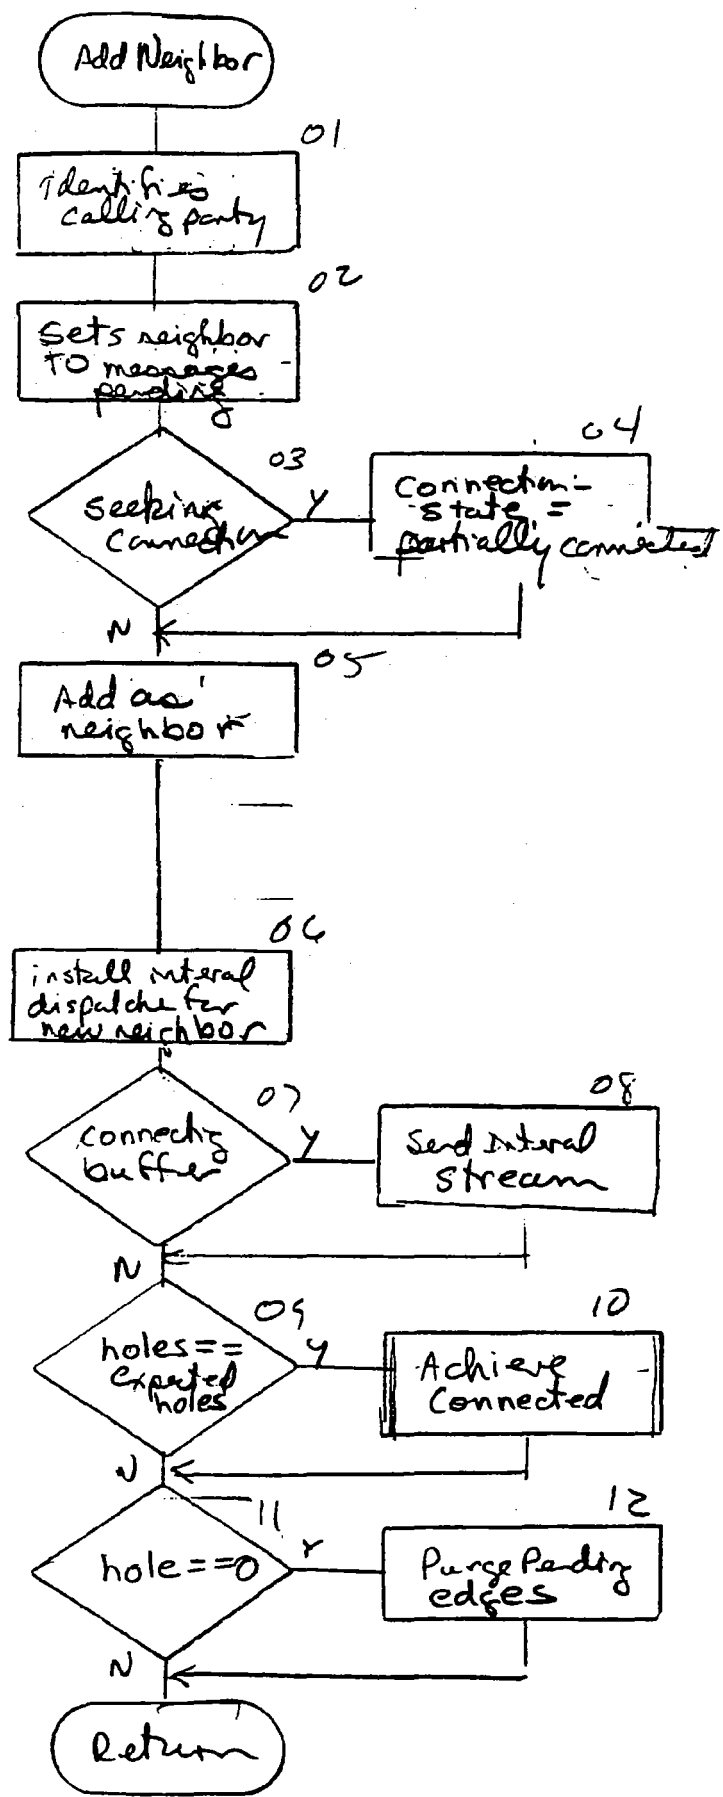 Add Neighbor
01
Identifies
calling party
02
Sets neighbor
TO messages
pending
03
Seeking
Connection
Y
04
Connection-
state =
partially connected
N
05
Add as
neighbor
06
install interal
dispatche for
new neighbor
07
connectig
buffer
Y
08
Send Interal
stream
N
09
holes==
Expected
holes
Y
10
Achieve
Connected
N
11
hole==0
Y
12
Purge Pending
edges
N
Return